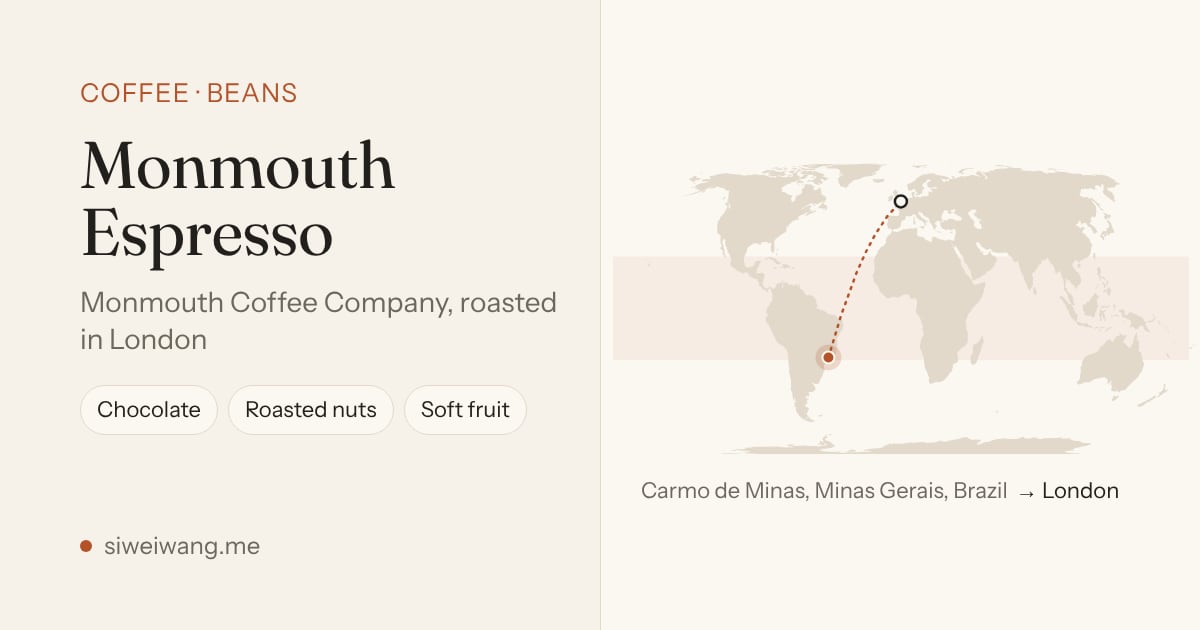 COFFEE · BEANS
Monmouth
Espresso
Monmouth Coffee Company, roasted
in London
Chocolate
Roasted nuts
Soft fruit
siweiwang.me
Carmo de Minas, Minas Gerais, Brazil → London